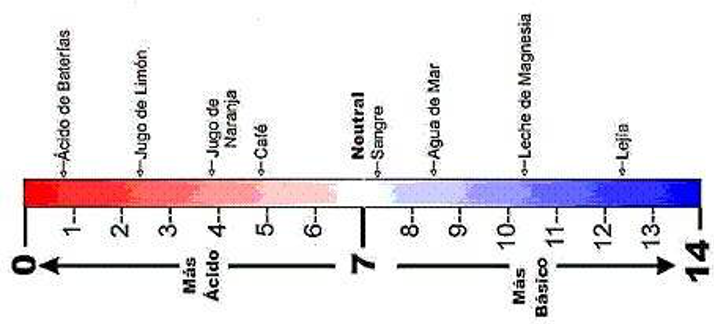 Ácido de Baterías
Jugo de Limón
Jugo de
Naranja
Café
Neutral
Sangre
Agua de Mar
Leche de Magnesia
Lejía
0
1
2
3
4
5
6
7
8
9
10
11
12
13
14
Más
Ácido
Más
Básico